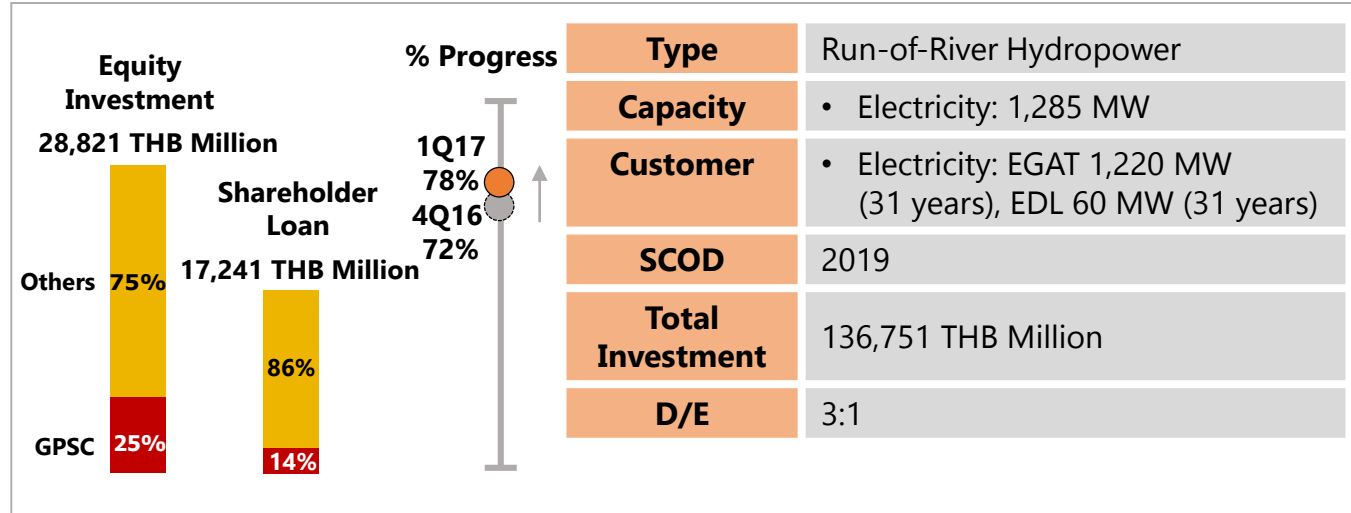 Equity
Investment
28,821 THB Million
Shareholder
Loan
17,241 THB Million
Others
75%
86%
GPSC
25%
14%
% Progress
1Q17
78%
4Q16
72%
Type
Run-of-River Hydropower
Capacity
• Electricity: 1,285 MW
Customer
• Electricity: EGAT 1,220 MW
(31 years), EDL 60 MW (31 years)
SCOD
2019
Total
Investment
136,751 THB Million
D/E
3:1